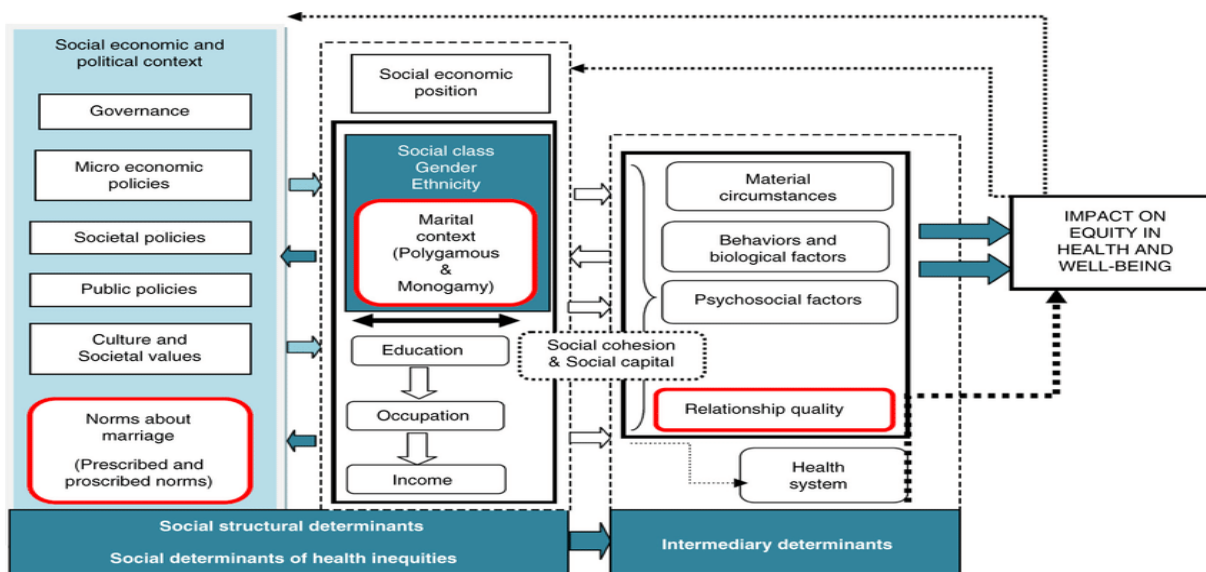 Social economic and
political context
Governance
Micro economic
policies
Societal policies
Public policies
Culture and
Societal values
Norms about
marriage
(Prescribed and
proscribed norms)
Social economic
position
Social class
Gender
Ethnicity
Marital
context
(Polygamous
&
Monogamy)
Education
Occupation
Income
Social cohesion
& Social capital
Material
circumstances
Behaviors and
biological factors
Psychosocial factors
Relationship quality
Health
system
IMPACT ON
EQUITY IN
HEALTH AND
WELL-BEING
Social structural determinants
Social determinants of health inequities
Intermediary determinants